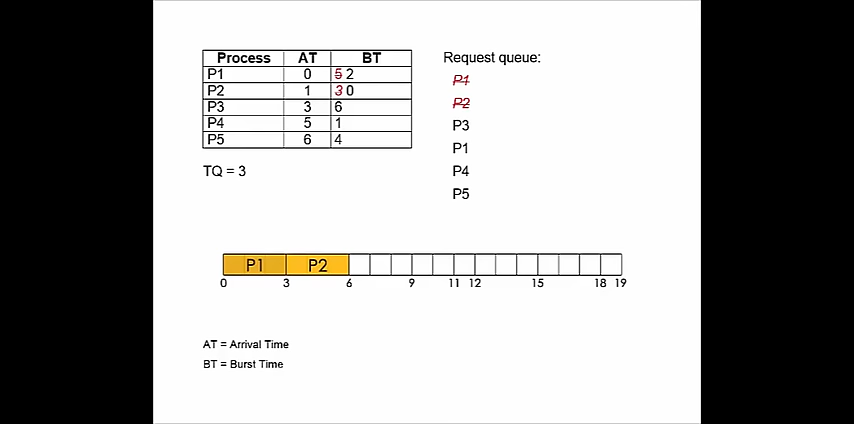 Process AT BT
P1 0 5 2
P2 1 3 0
P3 3 6
P4 5 1
P5 6 4
TQ = 3
Request queue:
P1
P2
P3
P1
P4
P5
P1 P2
0 3 6 9 11 12 15 18 19
AT = Arrival Time
BT = Burst Time